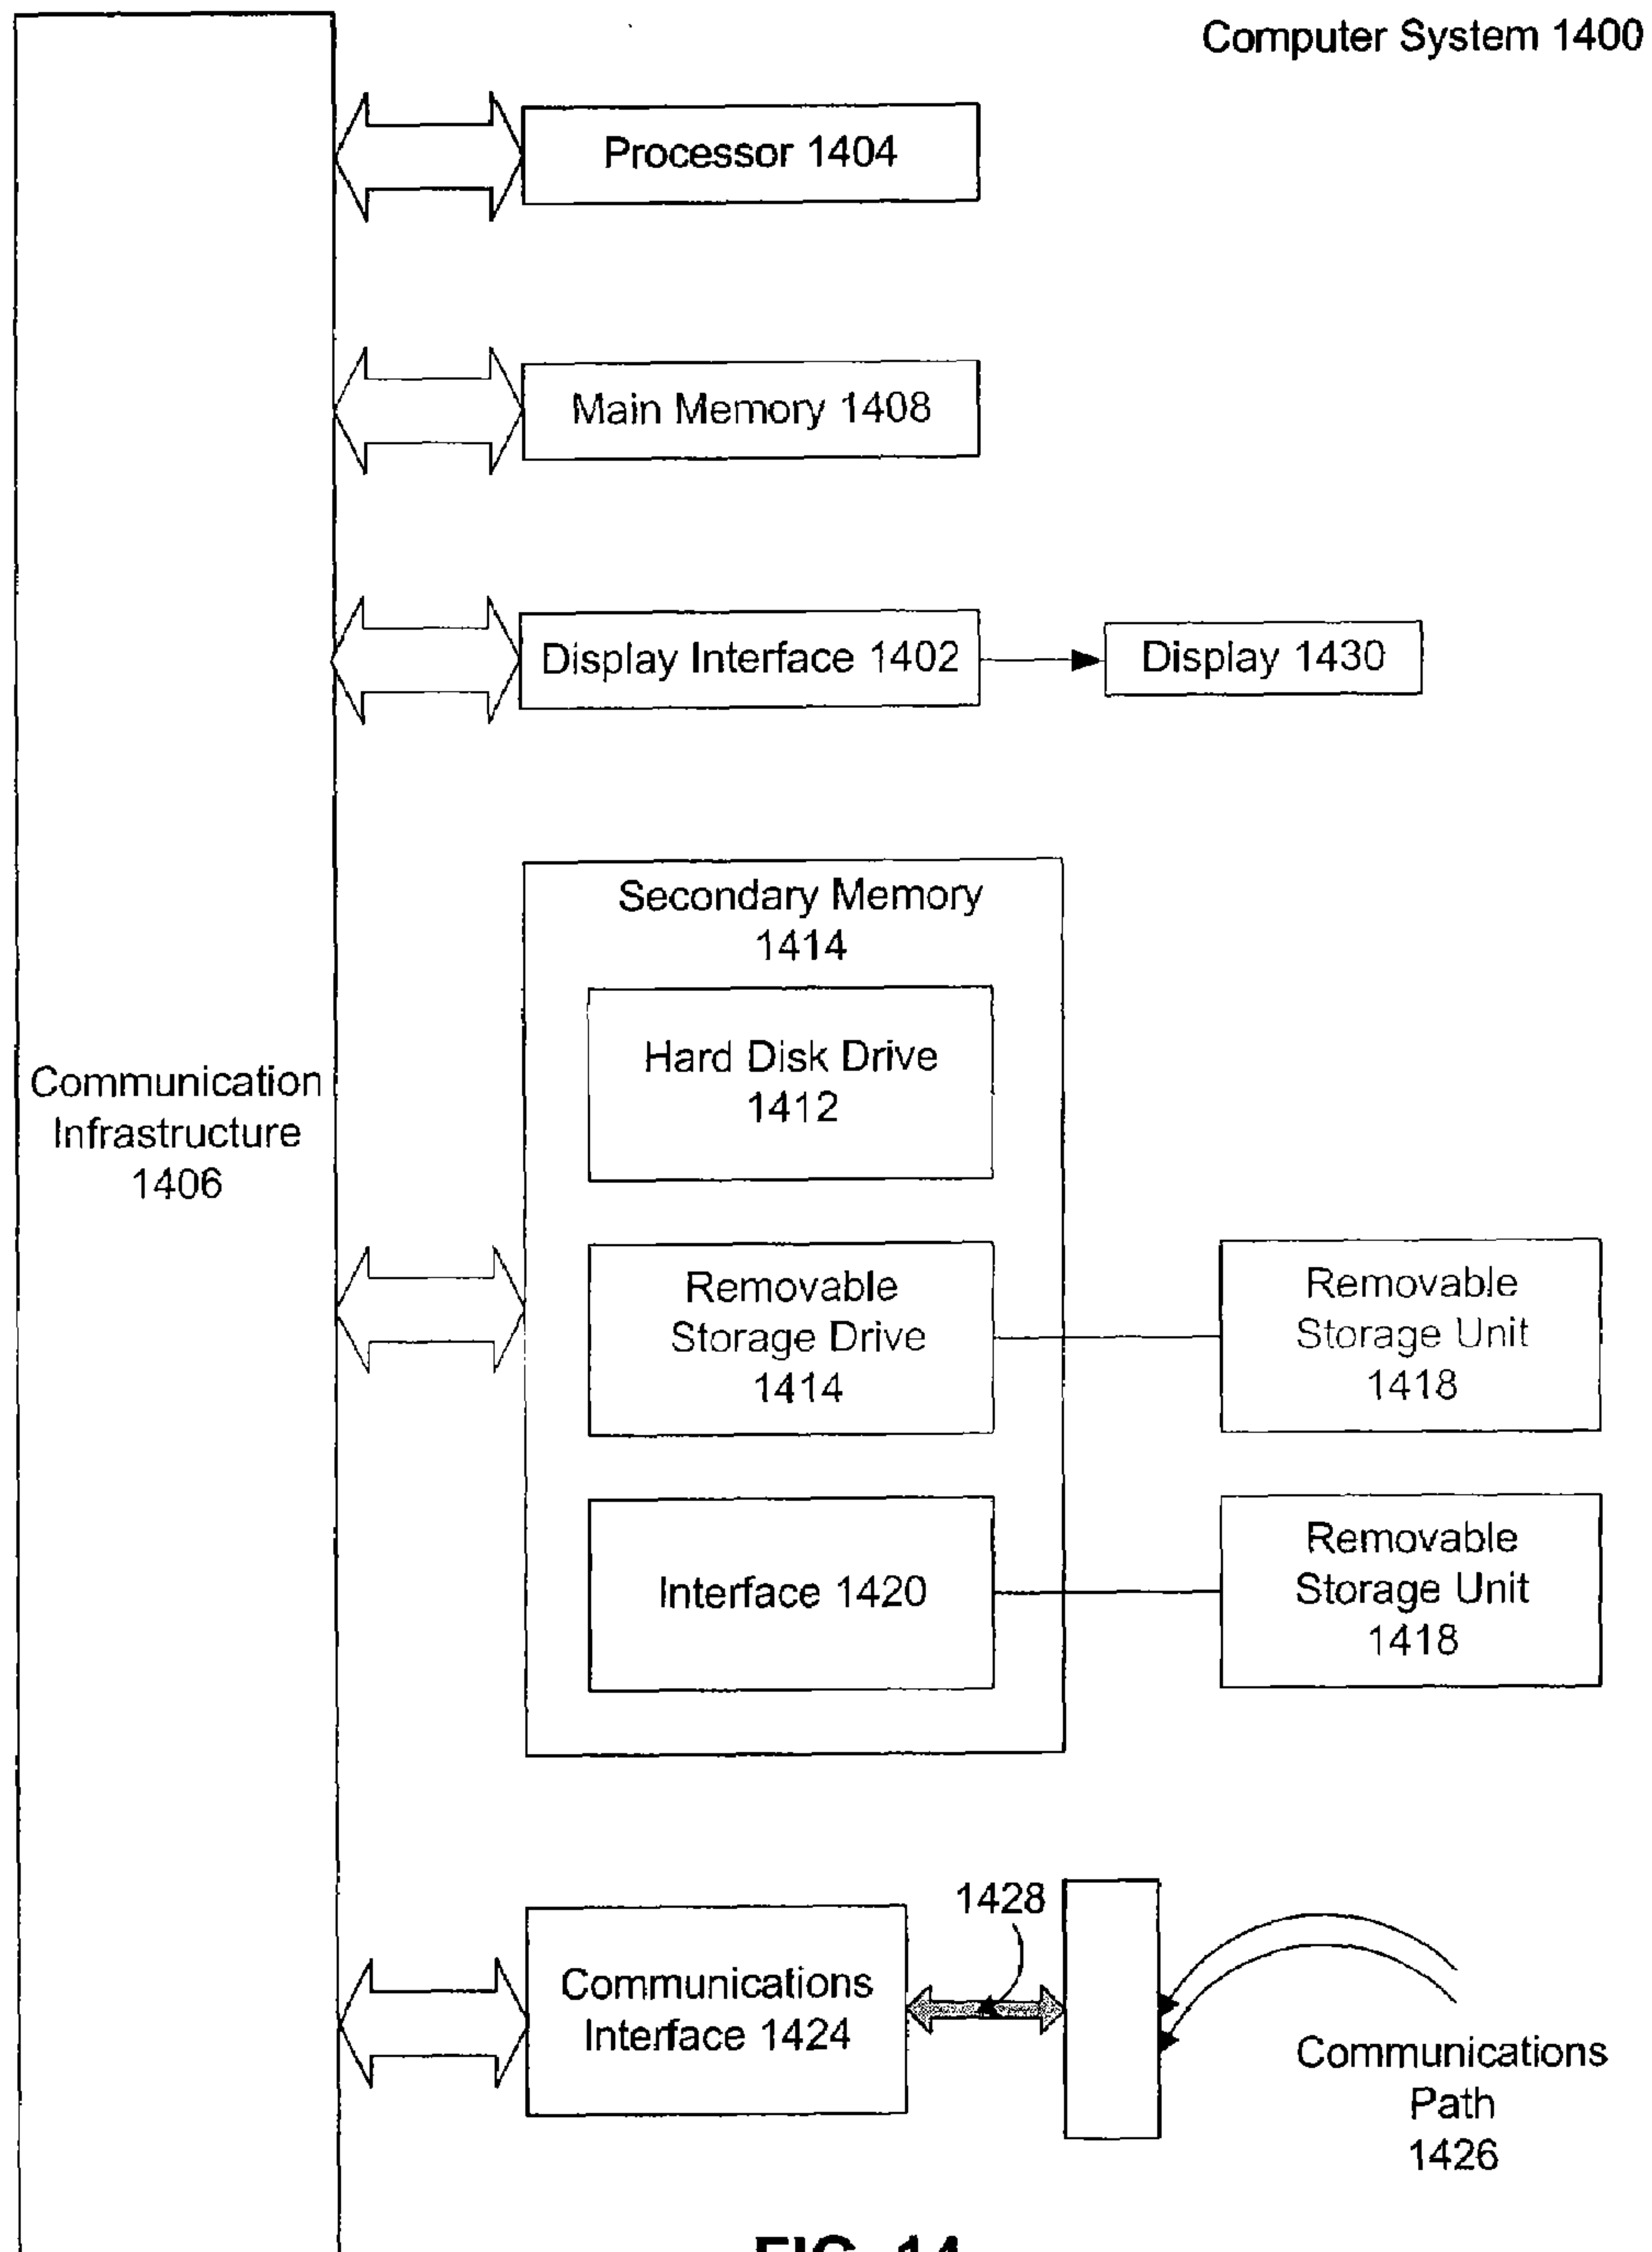 Computer System 1400
Processor 1404
Main Memory 1408
Display Interface 1402
Display 1430
Secondary Memory
1414
Hard Disk Drive
1412
Communication
Infrastructure
1406
Removable
Storage Drive
1414
Removable
Storage Unit
1418
Interface 1420
Removable
Storage Unit
1418
1428
Communications
Interface 1424
Communications
Path
1426
FIG. 14